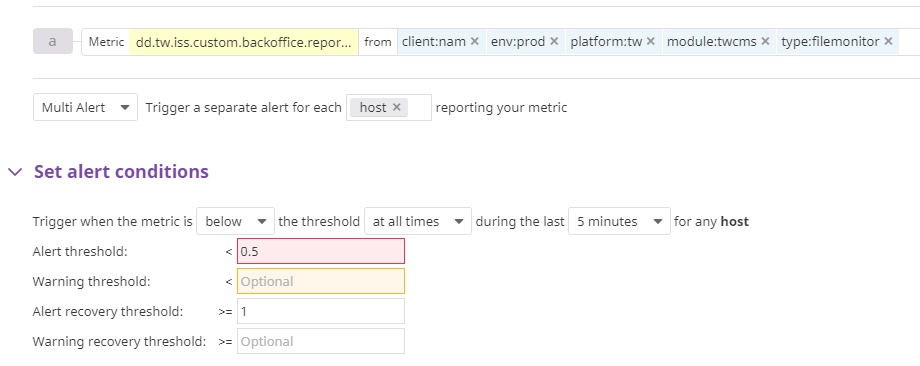 a Metric dd.tw.iss.custom.backoffice.repor... from client:nam × env:prod × platform:tw × module:twcms × type:filemonitor ×
Multi Alert Trigger a separate alert for each host × reporting your metric
Set alert conditions
Trigger when the metric is below the threshold at all times during the last 5 minutes for any host
Alert threshold: < 0.5
Warning threshold: < Optional
Alert recovery threshold: >= 1
Warning recovery threshold: >= Optional